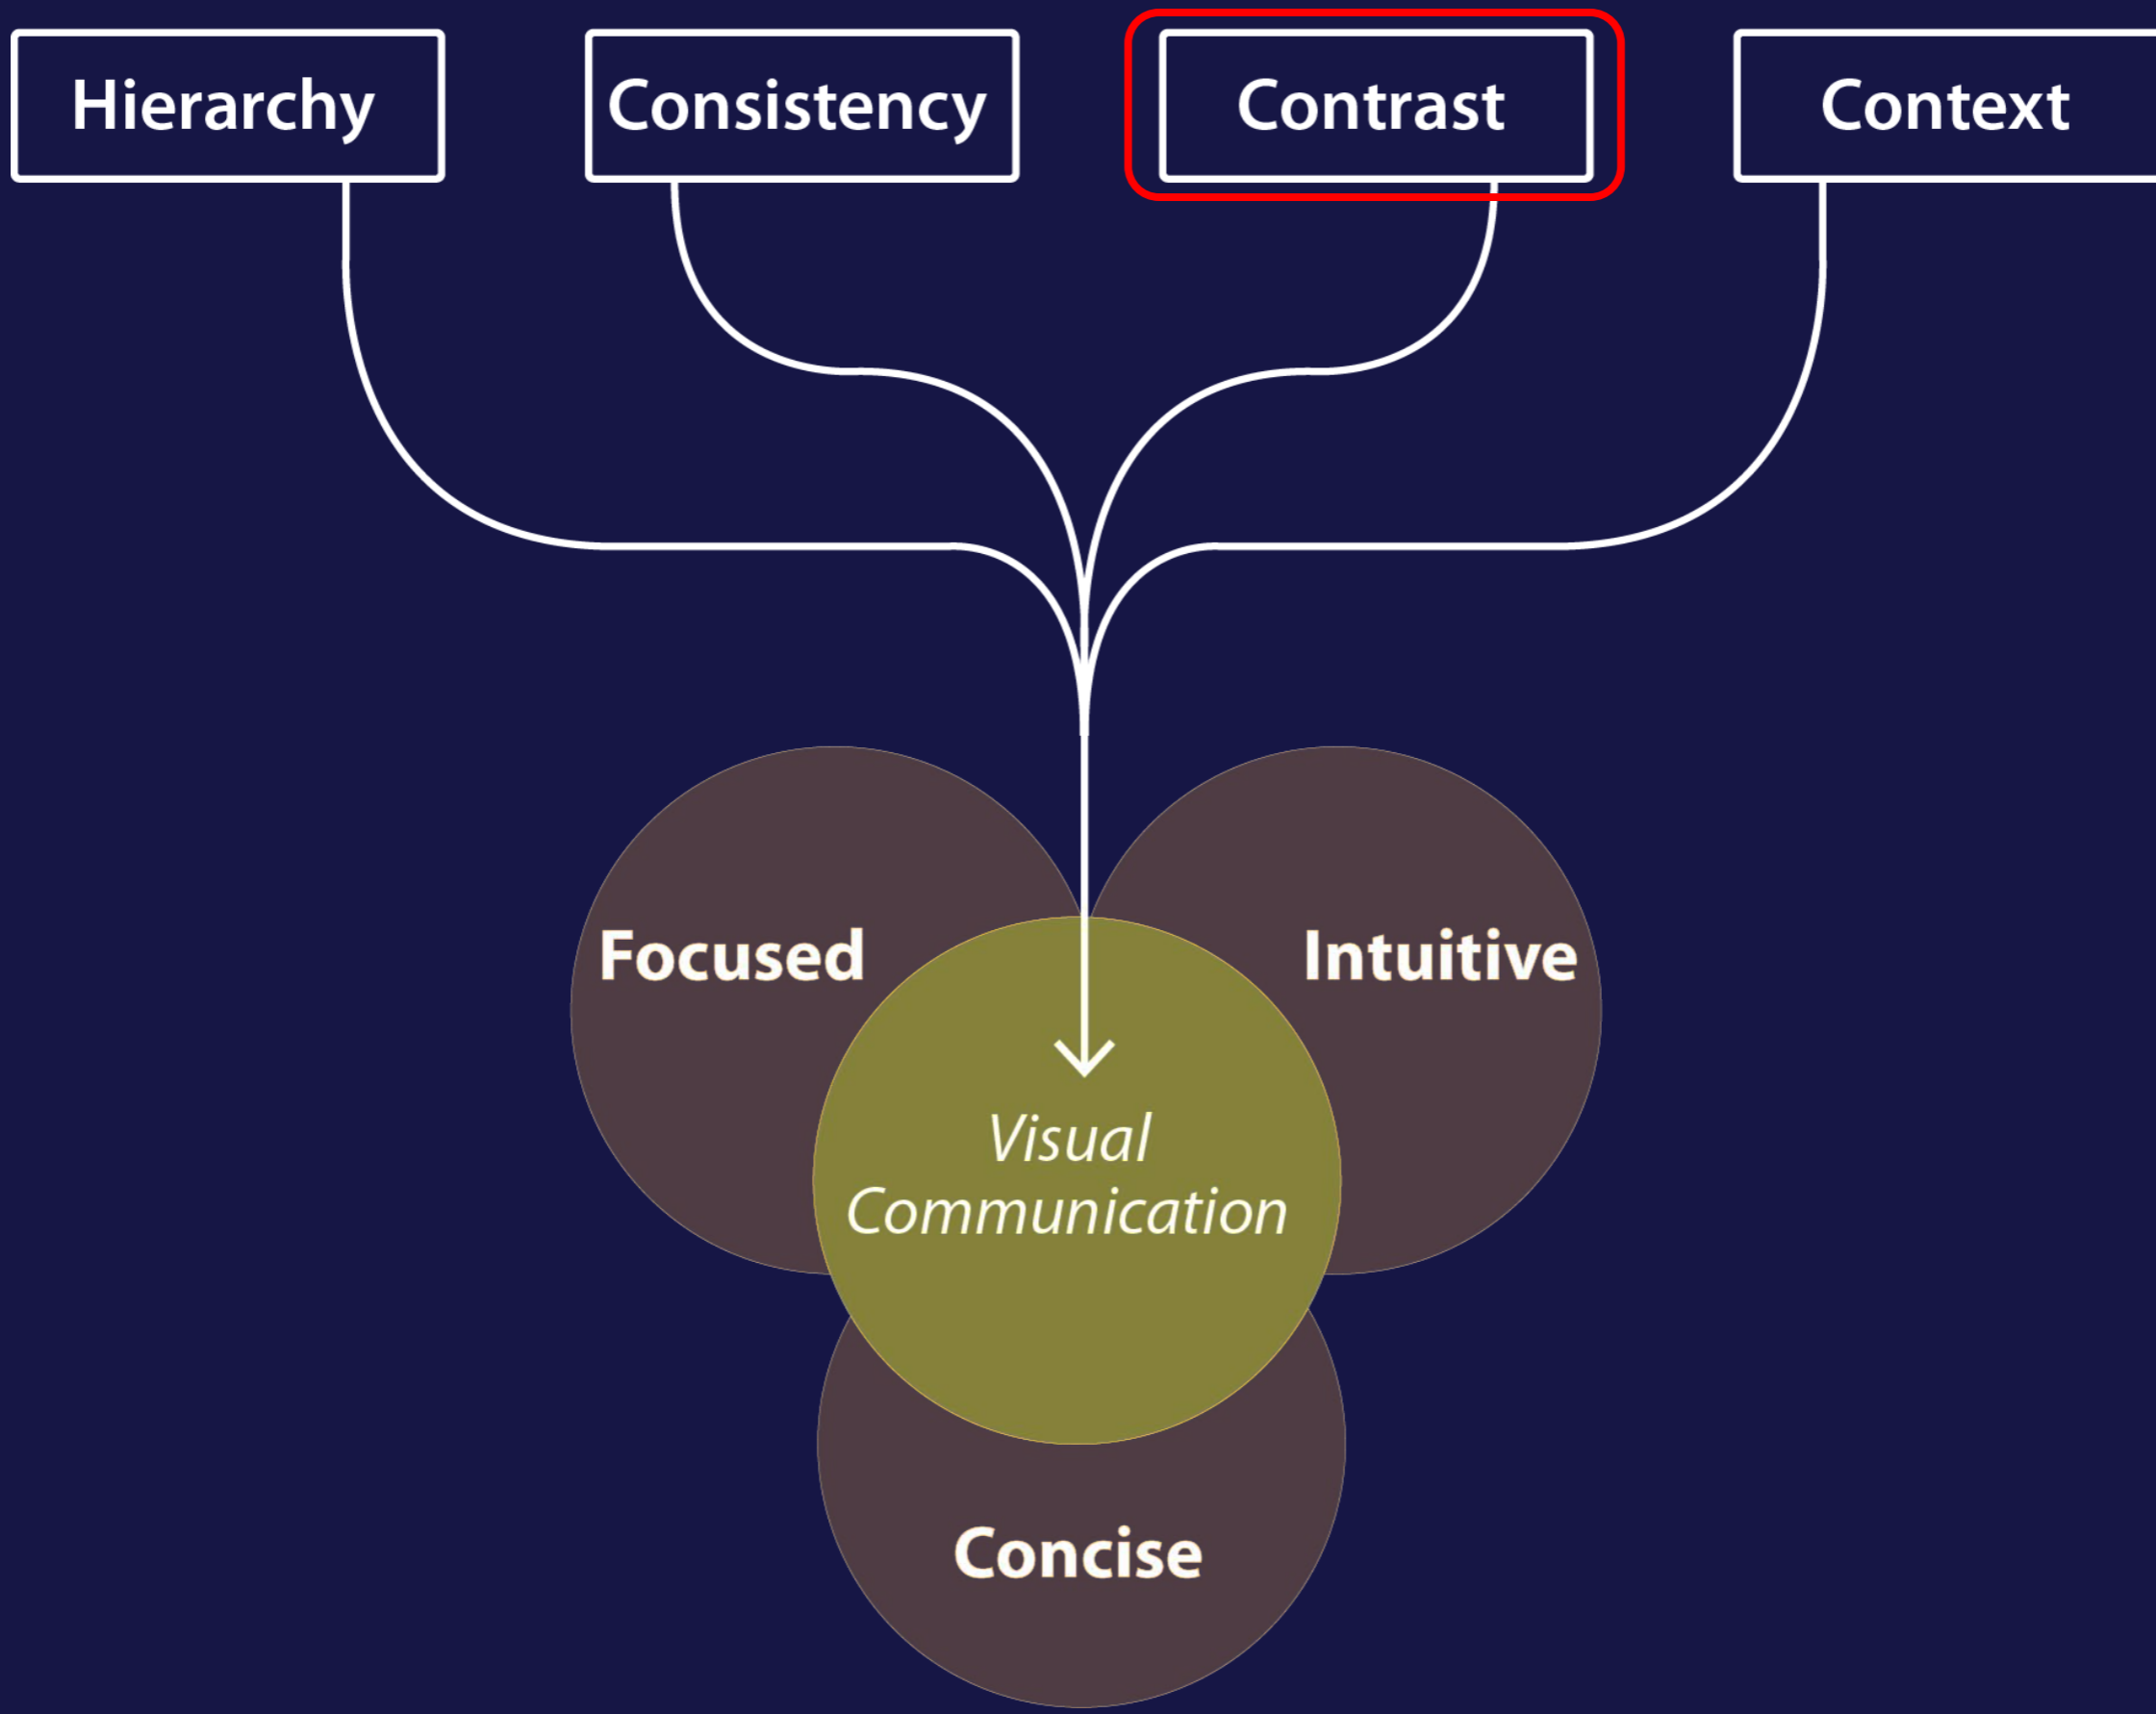 Hierarchy
Consistency
Contrast
Context
Focused
Intuitive
Visual
Communication
Concise